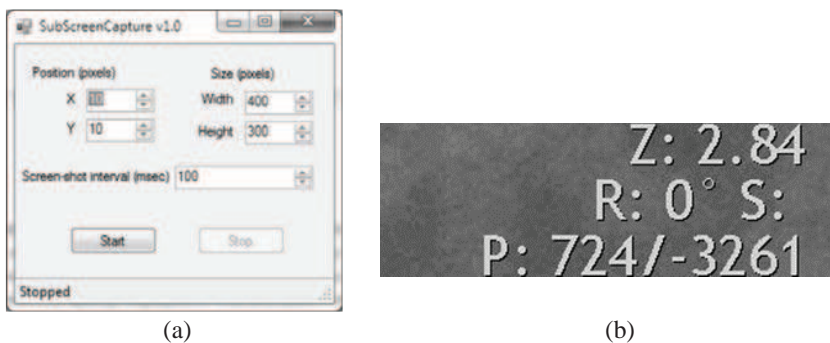 SubScreenCapture v1.0
Position (pixels)
Size (pixels)
X
Width 400
Y 10
Height 300
Screen-shot interval (msec) 100
Start
Stop
Stopped
Z: 2.84
R: 0° S:
P: 724/-3261
(a)
(b)